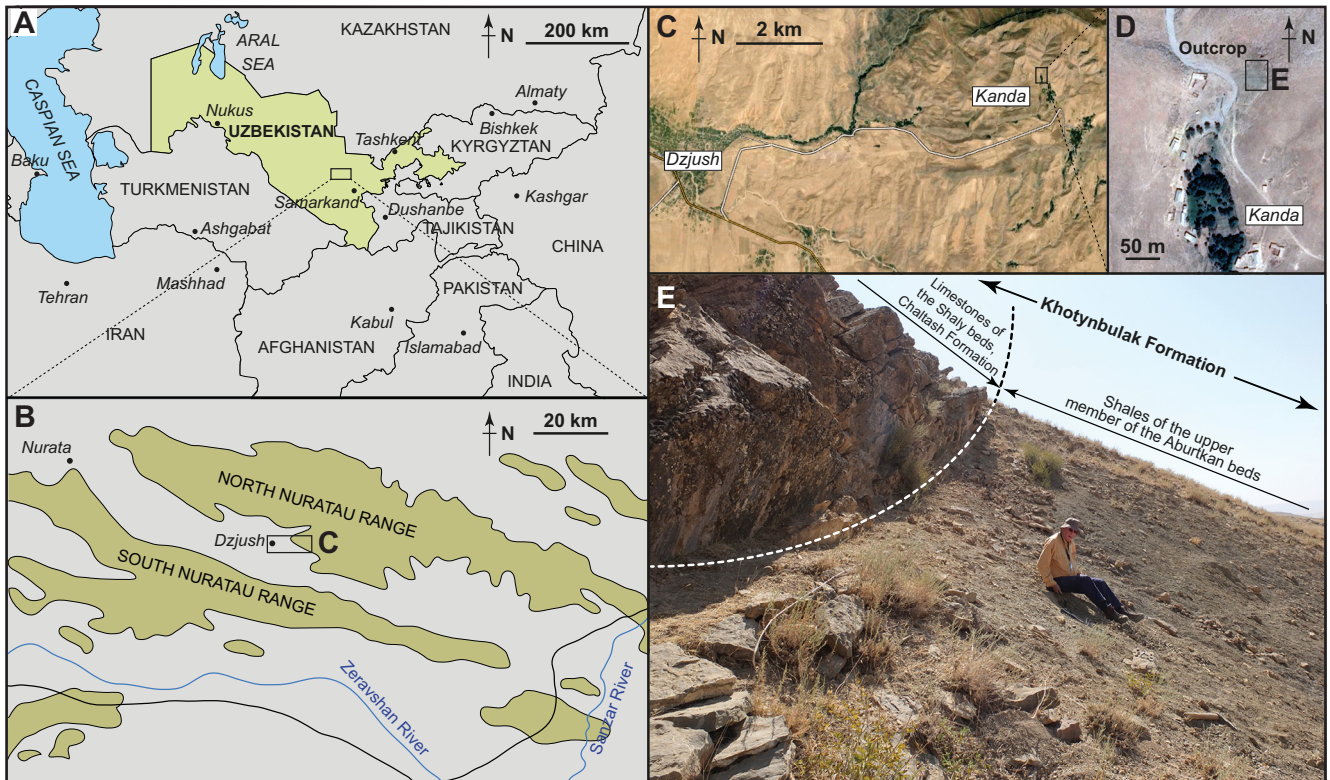 A
ARAL
SEA
KAZAKHSTAN
N
200 km
CASPIAN SEA
Nukus
UZBEKISTAN
Almaty
Bishkek
Tashkent
KYRGYZTAN
Baku
TURKMENISTAN
Samarkand
Kashgar
Dushanbe
TAJIKISTAN
Ashgabat
CHINA
Mashhad
Tehran
PAKISTAN
IRAN
Kabul
AFGHANISTAN
Islamabad
INDIA
B
N
20 km
Nurata
NORTH NURATAU RANGE
Dzjush
C
SOUTH NURATAU RANGE
Zeravshan River
Sanzar River
C
N
2 km
Kanda
Dzjush
D
N
Outcrop
E
Kanda
50 m
E
Limestones of
the Shaly beds,
Chaltash Formation
Khotynbulak Formation
Shales of the upper
member of the Aburtkan beds